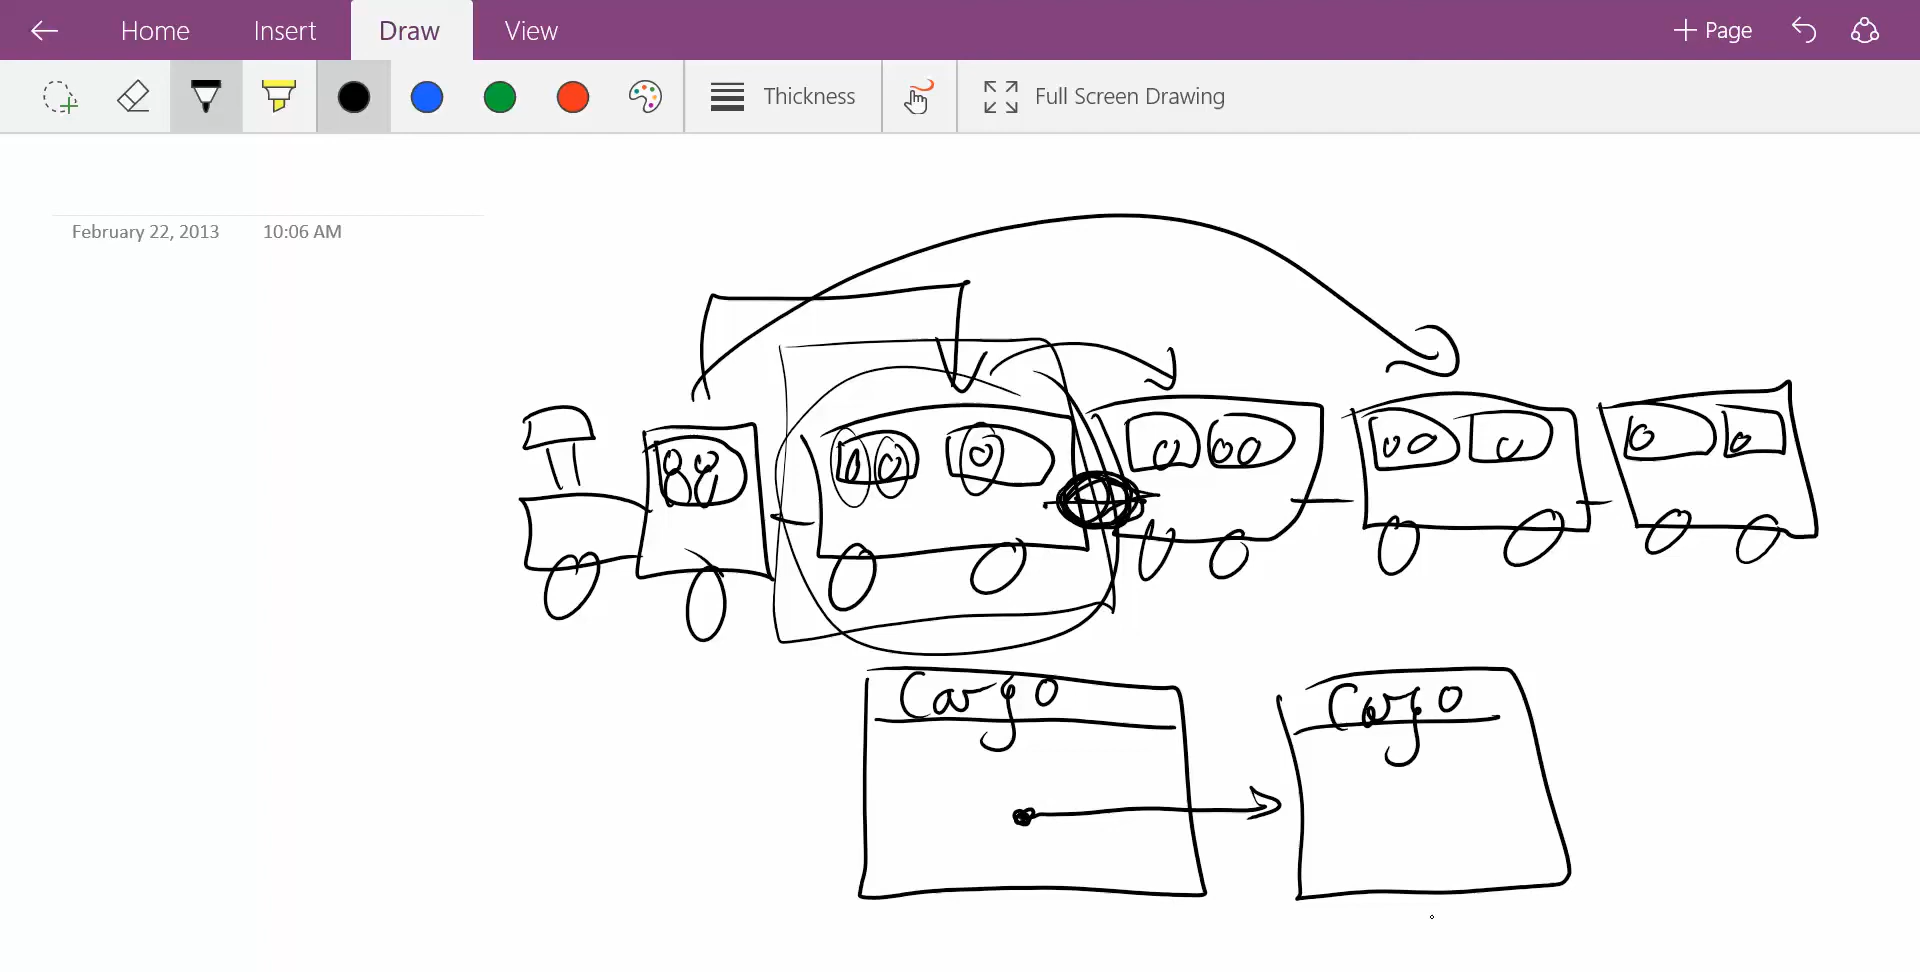 Home Insert Draw View Page
Thickness Full Screen Drawing
February 22, 2013 10:06 AM
Cargo Cargo